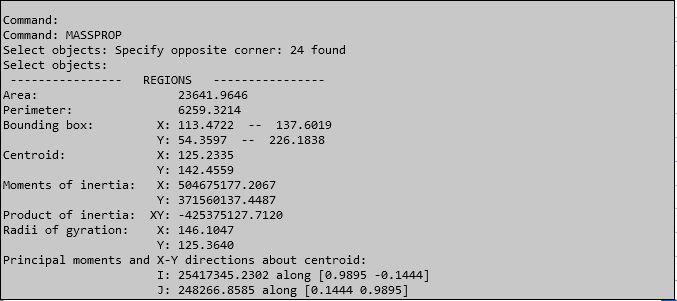 Command:
Command: MASSPROP
Select objects: Specify opposite corner: 24 found
Select objects:
---------------- REGIONS ----------------
Area: 23641.9646
Perimeter: 6259.3214
Bounding box: X: 113.4722 -- 137.6019
Y: 54.3597 -- 226.1838
Centroid: X: 125.2335
Y: 142.4559
Moments of inertia: X: 504675177.2067
Y: 371560137.4487
Product of inertia: XY: -425375127.7120
Radii of gyration: X: 146.1047
Y: 125.3640
Principal moments and X-Y directions about centroid:
I: 25417345.2302 along [0.9895 -0.1444]
J: 248266.8585 along [0.1444 0.9895]